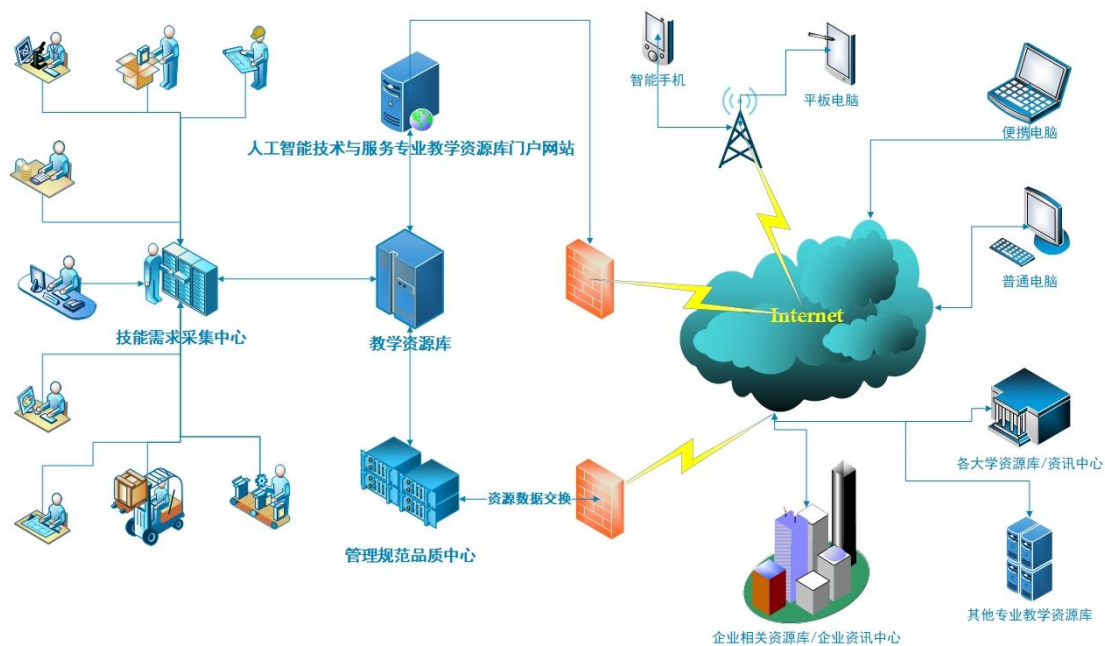 智能手机
平板电脑
便携电脑
人工智能技术与服务专业教学资源库门户网站
普通电脑
Internet
技能需求采集中心
教学资源库
各大学资源库/资讯中心
资源数据交换
管理规范品质中心
其他专业教学资源库
企业相关资源库/企业资讯中心